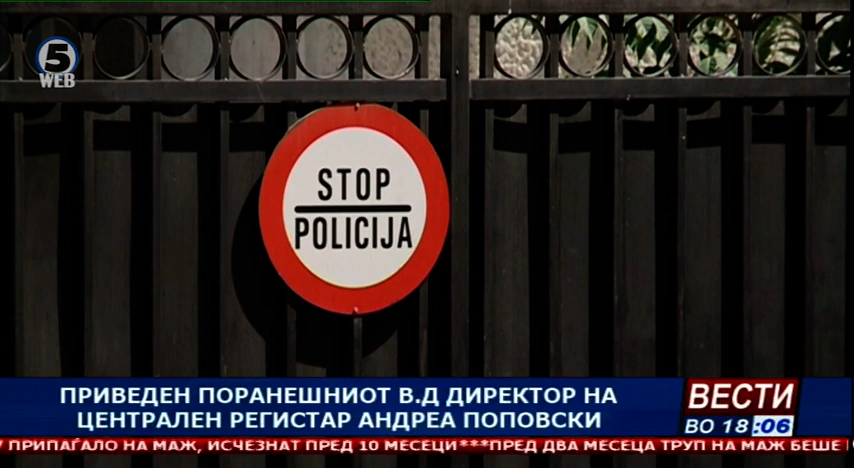 5
WEB
STOP
POLICIJA
ПРИВЕДЕН ПОРАНЕШНИОТ В.Д ДИРЕКТОР НА
ЦЕНТРАЛЕН РЕГИСТАР АНДРЕА ПОПОВСКИ
ВЕСТИ
ВО 18:06
У ПРИПАЃАЛО НА МАЖ, ИСЧЕЗНАТ ПРЕД 10 МЕСЕЦИ***ПРЕД ДВА МЕСЕЦА ТРУП НА МАЖ БЕШЕ